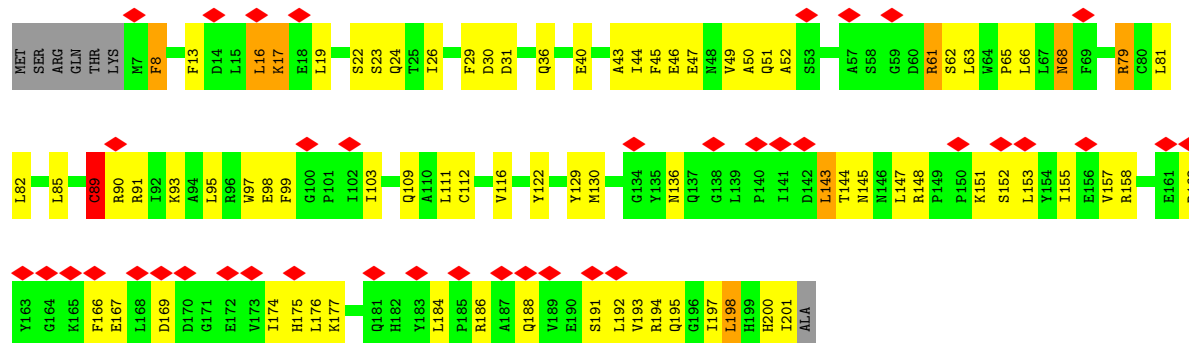 MET SER ARG GLN THR LYS M7 F8 F13 D14 L15 L16 K17 E18 L19 S22 S23 Q24 T25 I26 F29 D30 D31 Q36 E40 A43 I44 F45 E46 E47 N48 V49 A50 Q51 A52 S53 A57 S58 G59 D60 R61 S62 L63 W64 P65 L66 L67 N68 F69 R79 C80 L81
L82 L85 C89 R90 R91 I92 K93 A94 L95 R96 W97 E98 F99 G100 P101 I102 I103 Q109 A110 L111 C112 V116 Y122 Y129 M130 G134 Y135 N136 Q137 G138 L139 P140 I141 D142 L143 T144 N145 N146 L147 R148 P149 P150 K151 S152 L153 Y154 I155 E156 V157 R158 E161
Y163 G164 K165 F166 E167 L168 D169 D170 G171 E172 V173 I174 H175 L176 K177 Q181 H182 Y183 L184 P185 R186 A187 Q188 V189 E190 S191 L192 V193 R194 Q195 G196 I197 L198 H199 H200 I201 ALA